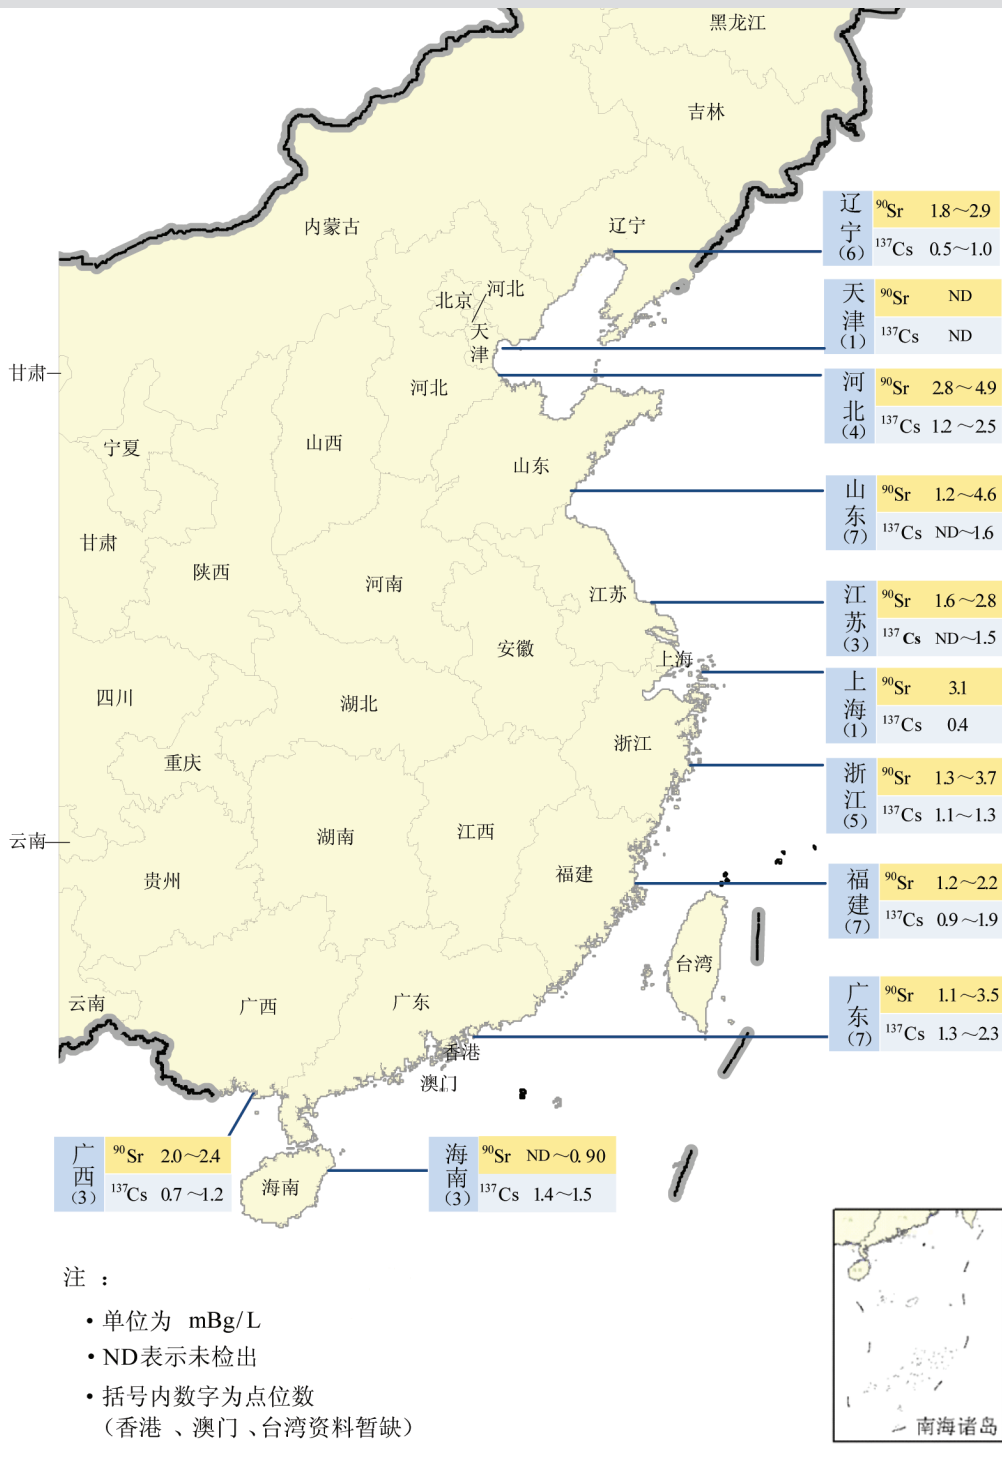 黑龙江
吉林
内蒙古
辽宁
北京
河北
天津
甘肃
河北
宁夏
山西
山东
甘肃
陕西
河南
江苏
安徽
上海
四川
湖北
浙江
重庆
云南
湖南
江西
贵州
福建
台湾
云南
广西
广东
香港
澳门
海南
辽宁(6)
⁹⁰Sr 1.8～2.9
¹³⁷Cs 0.5～1.0
天津(1)
⁹⁰Sr ND
¹³⁷Cs ND
河北(4)
⁹⁰Sr 2.8～4.9
¹³⁷Cs 1.2～2.5
山东(7)
⁹⁰Sr 1.2～4.6
¹³⁷Cs ND～1.6
江苏(3)
⁹⁰Sr 1.6～2.8
¹³⁷Cs ND～1.5
上海(1)
⁹⁰Sr 3.1
¹³⁷Cs 0.4
浙江(5)
⁹⁰Sr 1.3～3.7
¹³⁷Cs 1.1～1.3
福建(7)
⁹⁰Sr 1.2～2.2
¹³⁷Cs 0.9～1.9
广东(7)
⁹⁰Sr 1.1～3.5
¹³⁷Cs 1.3～2.3
广西(3)
⁹⁰Sr 2.0～2.4
¹³⁷Cs 0.7～1.2
海南(3)
⁹⁰Sr ND～0.90
¹³⁷Cs 1.4～1.5
注：
·单位为 mBg/L
·ND表示未检出
·括号内数字为点位数
（香港、澳门、台湾资料暂缺）
南海诸岛